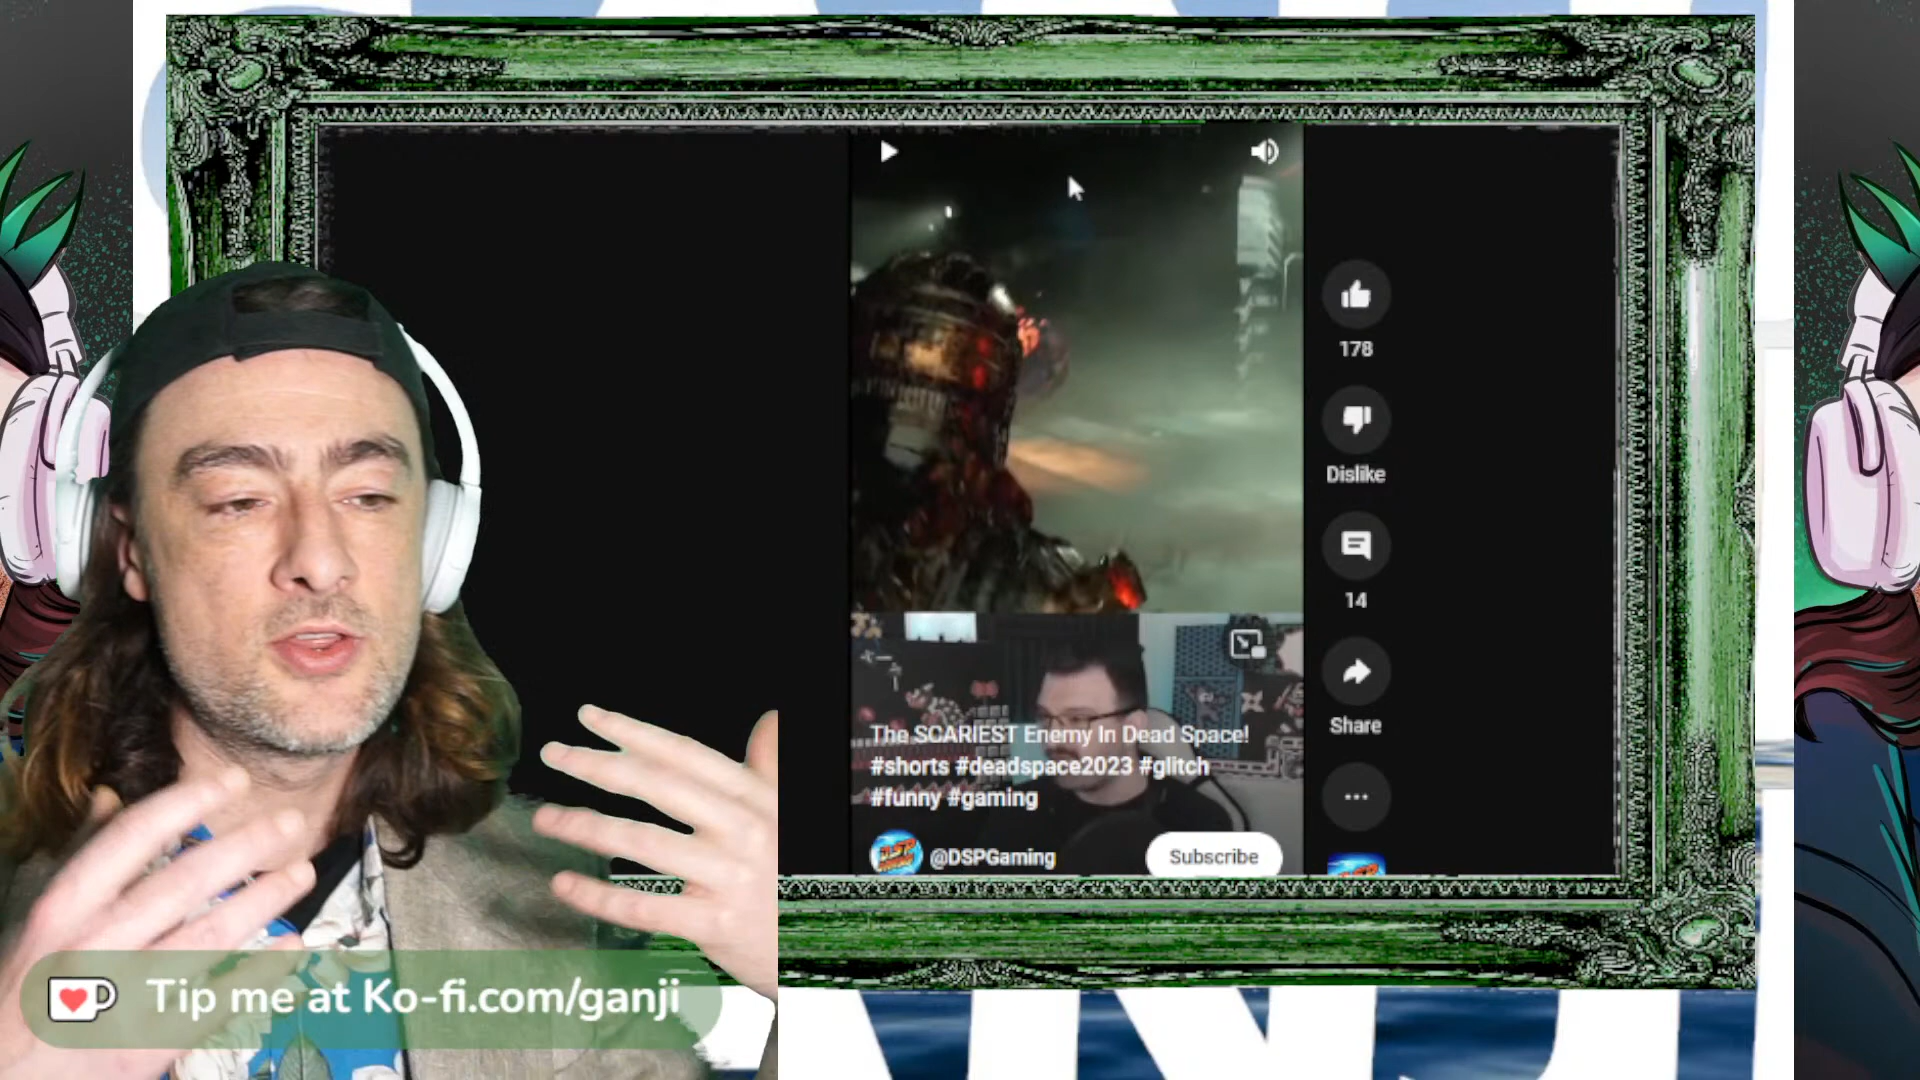 178
Dislike
14
Share
The SCARIEST Enemy In Dead Space!
#shorts #deadspace2023 #glitch
#funny #gaming
DSP
@DSPGaming
Subscribe
Tip me at Ko-fi.com/ganji